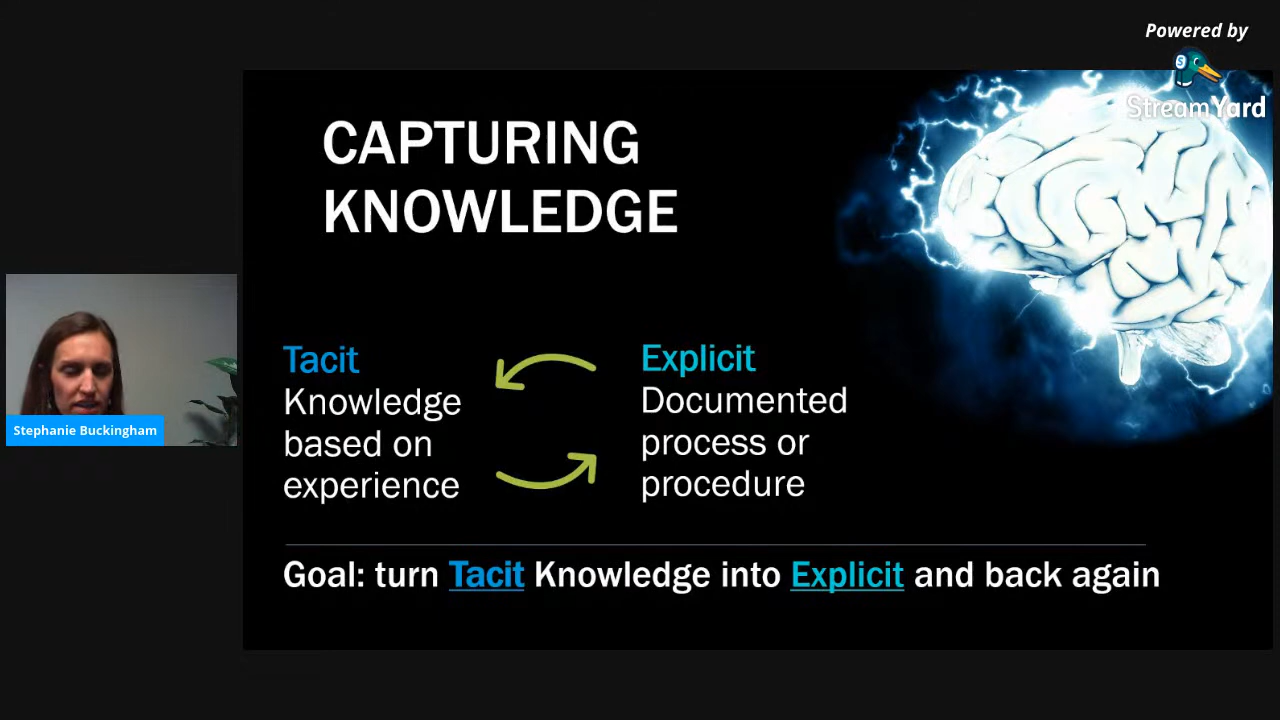 Powered by
StreamYard
CAPTURING
KNOWLEDGE
Tacit
Knowledge
based on
experience
Explicit
Documented
process or
procedure
Goal: turn Tacit Knowledge into Explicit and back again
Stephanie Buckingham